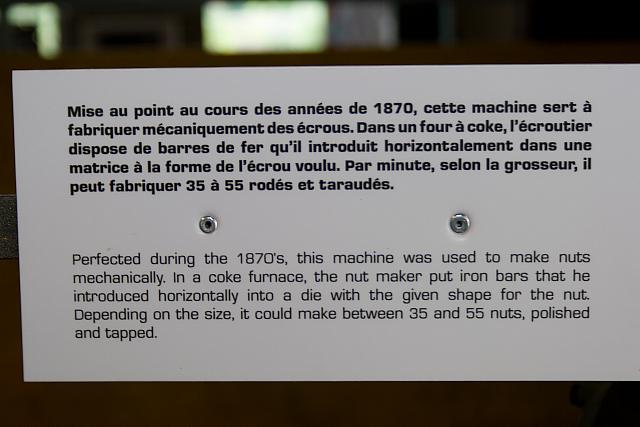 Mise au point au cours des années de 1870, cette machine sert à
fabriquer mécaniquement des écrous. Dans un four à coke, l'écroutier
dispose de barres de fer qu'il introduit horizontalement dans une
matrice à la forme de l'écrou voulu. Par minute, selon la grosseur, il
peut fabriquer 35 à 55 rodés et taraudés.
Perfected during the 1870's, this machine was used to make nuts
mechanically. In a coke furnace, the nut maker put iron bars that he
introduced horizontally into a die with the given shape for the nut.
Depending on the size, it could make between 35 and 55 nuts, polished
and tapped.